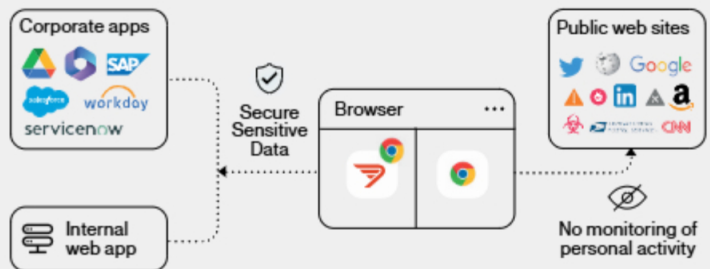 Corporate apps
SAP
salesforce
workday
servicenow
Internal
web app
Secure
Sensitive
Data
Browser
Public web sites
Google
in
a
CNN
No monitoring of
personal activity